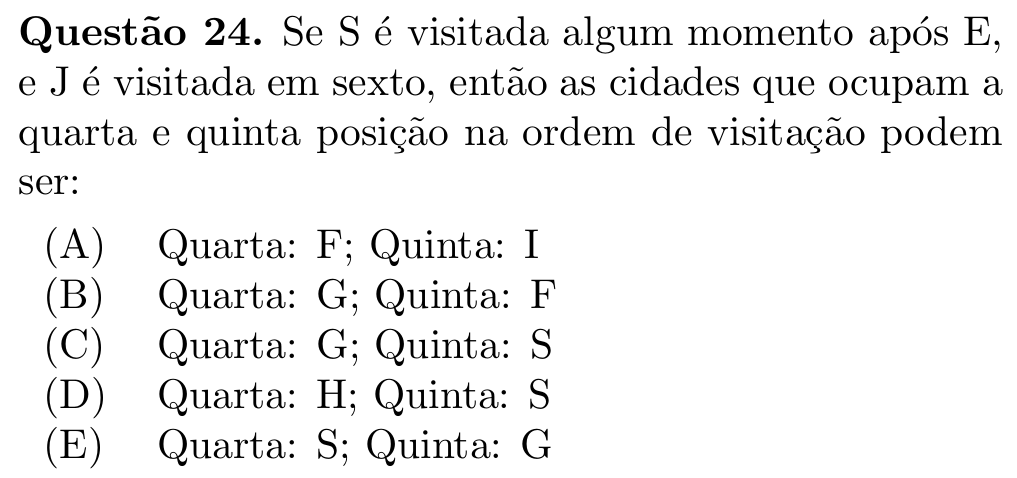 Questão 24. Se S é visitada algum momento após E,
e J é visitada em sexto, então as cidades que ocupam a
quarta e quinta posição na ordem de visitação podem
ser:
(A) Quarta: F; Quinta: I
(B) Quarta: G; Quinta: F
(C) Quarta: G; Quinta: S
(D) Quarta: H; Quinta: S
(E) Quarta: S; Quinta: G